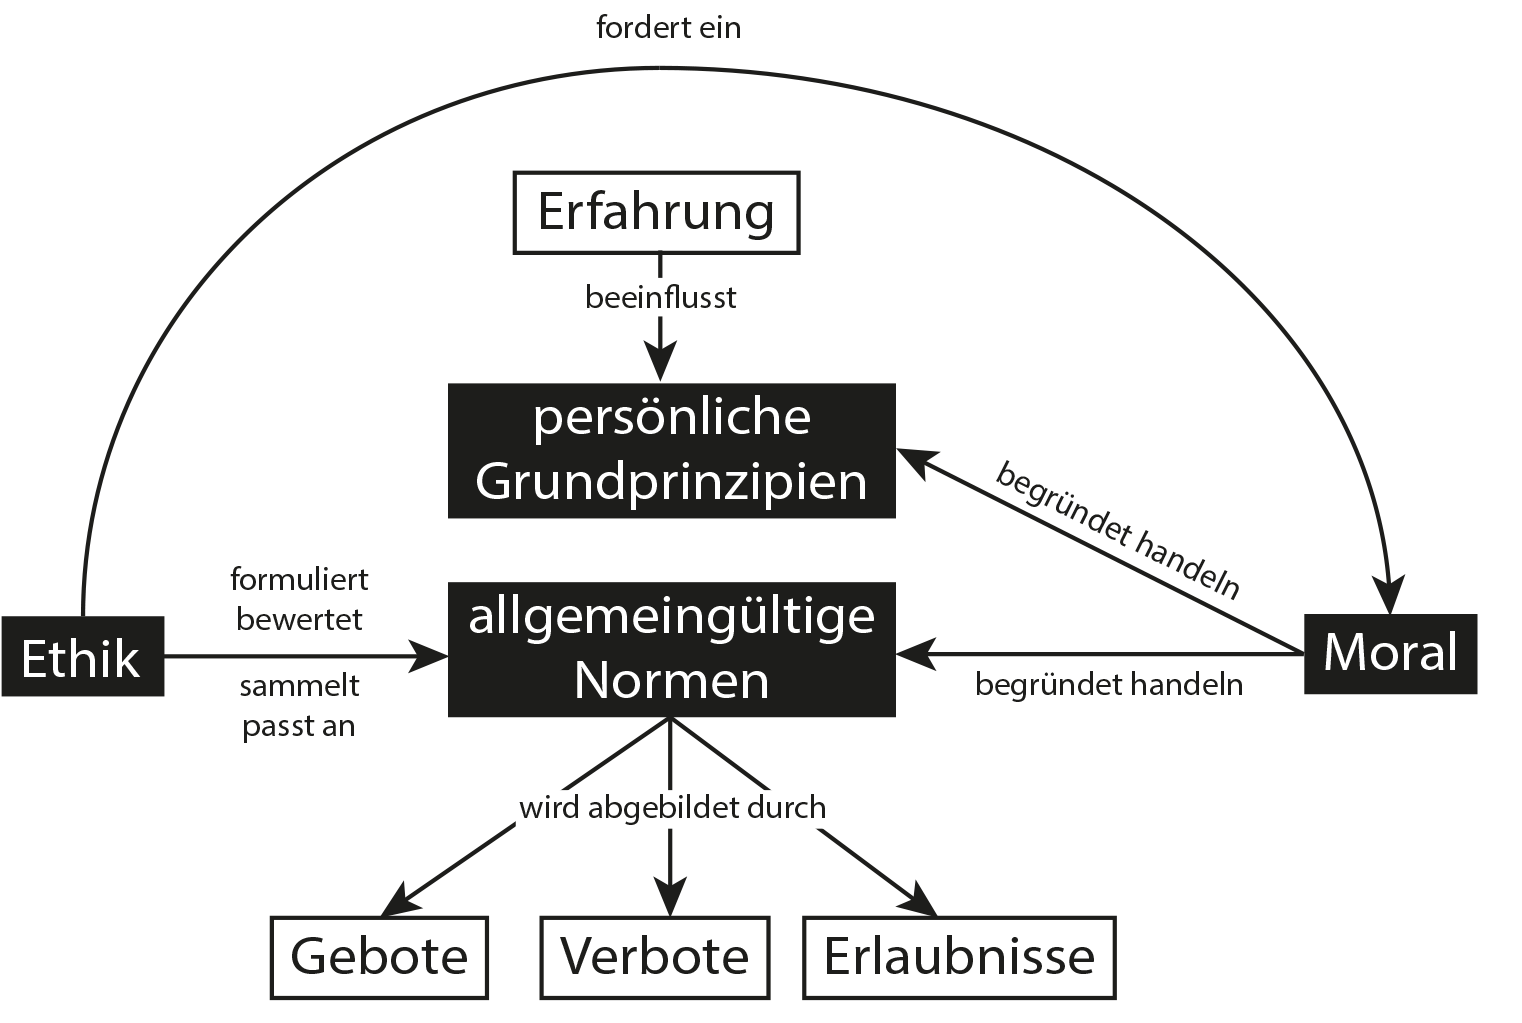 fordert ein
Erfahrung
beeinflusst
persönliche
Grundprinzipien
begründet handeln
formuliert
bewertet
allgemeingültige
Normen
Ethik
Moral
sammelt
passt an
begründet handeln
wird abgebildet durch
Gebote
Verbote
Erlaubnisse